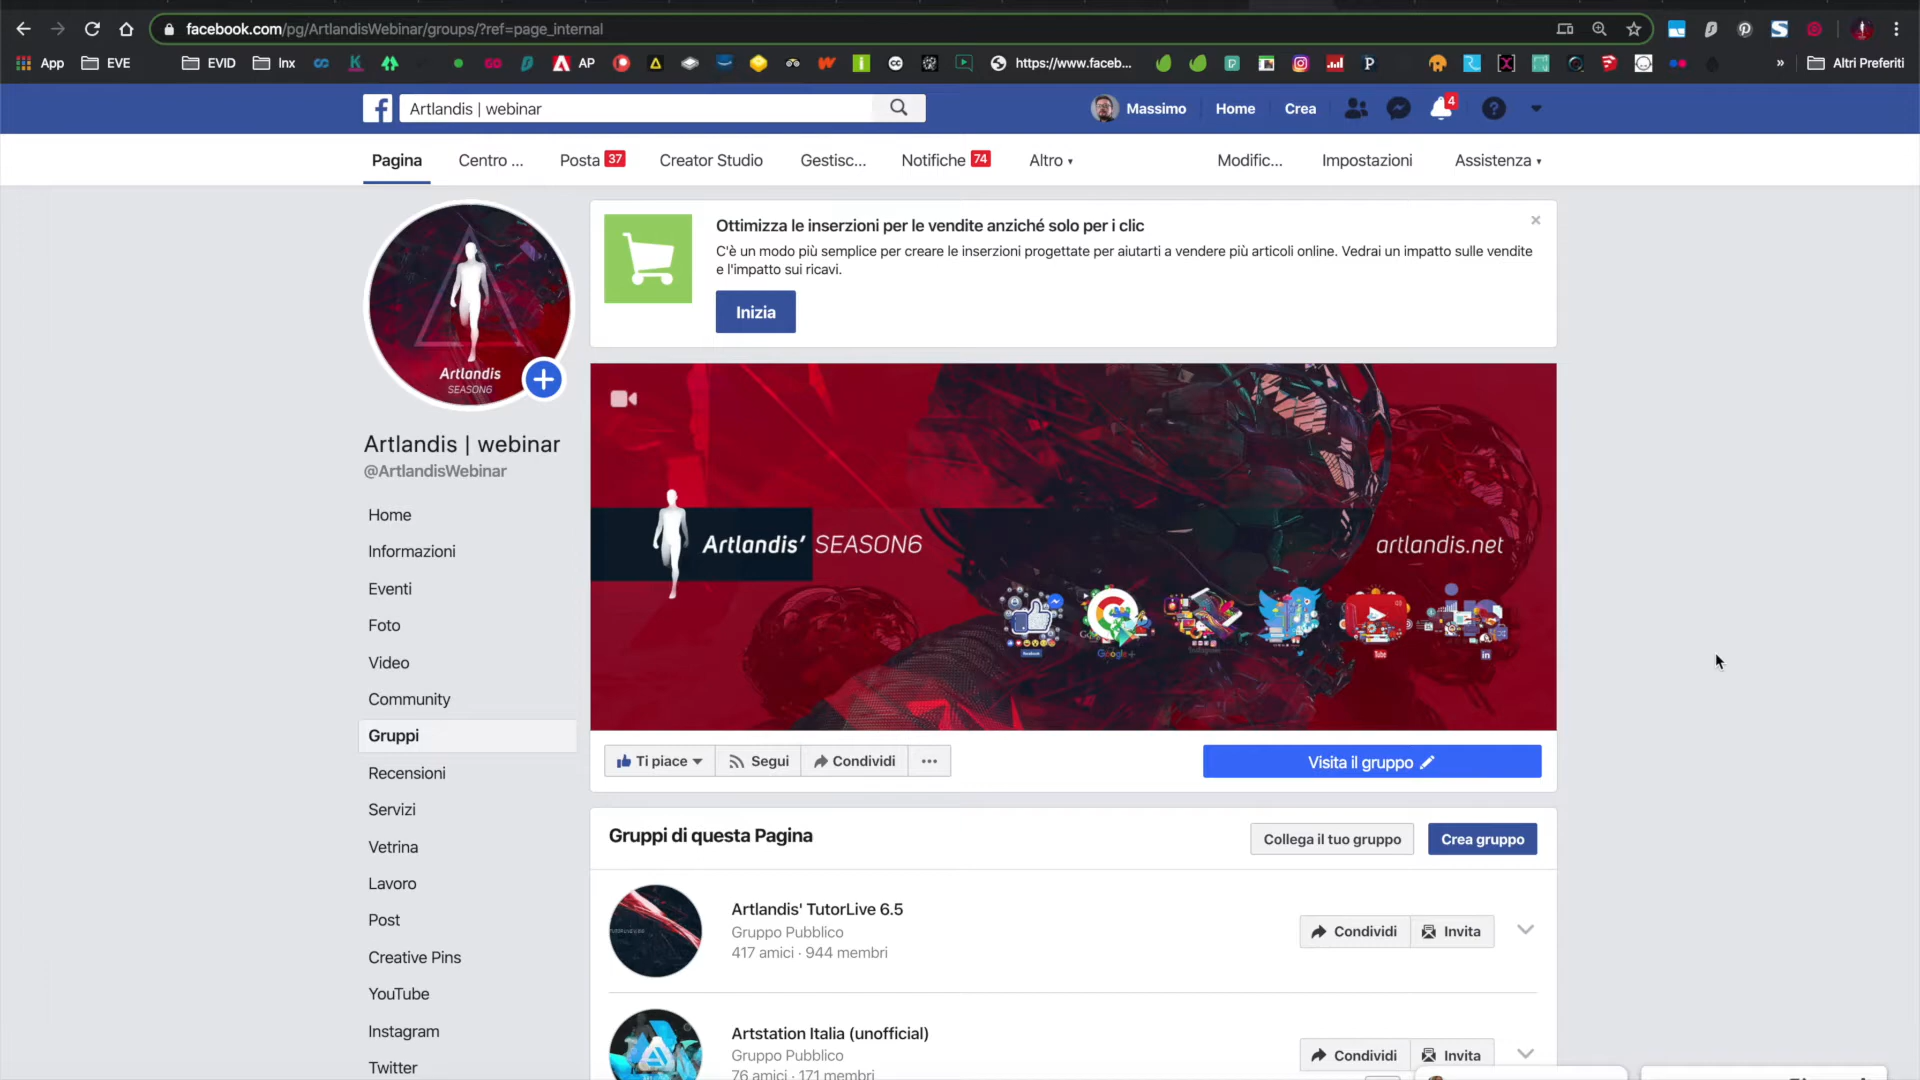 facebook.com/pg/ArtlandisWebinar/groups/?ref=page_internal
App EVE EVID Inx AP https://www.faceb... » Altri Preferiti
Artlandis | webinar
Massimo Home Crea 4
Pagina Centro ... Posta 37 Creator Studio Gestisc... Notifiche 74 Altro Modific... Impostazioni Assistenza
Ottimizza le inserzioni per le vendite anziché solo per i clic
C'è un modo più semplice per creare le inserzioni progettate per aiutarti a vendere più articoli online. Vedrai un impatto sulle vendite
e l'impatto sui ricavi.
Inizia
Artlandis
SEASON6
Artlandis | webinar
@ArtlandisWebinar
Home
Informazioni
Eventi
Foto
Video
Community
Gruppi
Recensioni
Servizi
Vetrina
Lavoro
Post
Creative Pins
YouTube
Instagram
Twitter
Artlandis' SEASON6
artlandis.net
Google+
Tube
in
Ti piace Segui Condividi ...
Visita il gruppo
Gruppi di questa Pagina
Collega il tuo gruppo Crea gruppo
Artlandis' TutorLive 6.5
Gruppo Pubblico
417 amici · 944 membri
Condividi Invita
Artstation Italia (unofficial)
Gruppo Pubblico
76 amici · 171 membri
Condividi Invita